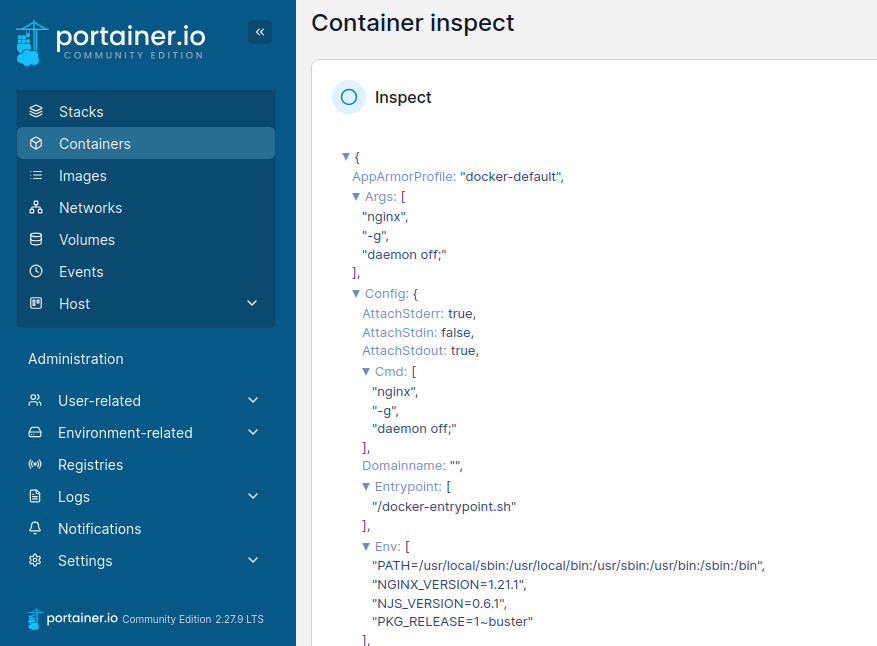 portainer.io
COMMUNITY EDITION
«
Stacks
Containers
Images
Networks
Volumes
Events
Host
Administration
User-related
Environment-related
Registries
Logs
Notifications
Settings
portainer.io Community Edition 2.27.9 LTS
Container inspect
Inspect
▼ {
AppArmorProfile: "docker-default",
▼ Args: [
"nginx",
"-g",
"daemon off;"
],
▼ Config: {
AttachStderr: true,
AttachStdin: false,
AttachStdout: true,
▼ Cmd: [
"nginx",
"-g",
"daemon off;"
],
Domainname: "",
▼ Entrypoint: [
"/docker-entrypoint.sh"
],
▼ Env: [
"PATH=/usr/local/sbin:/usr/local/bin:/usr/sbin:/usr/bin:/sbin:/bin",
"NGINX_VERSION=1.21.1",
"NJS_VERSION=0.6.1",
"PKG_RELEASE=1~buster"
],